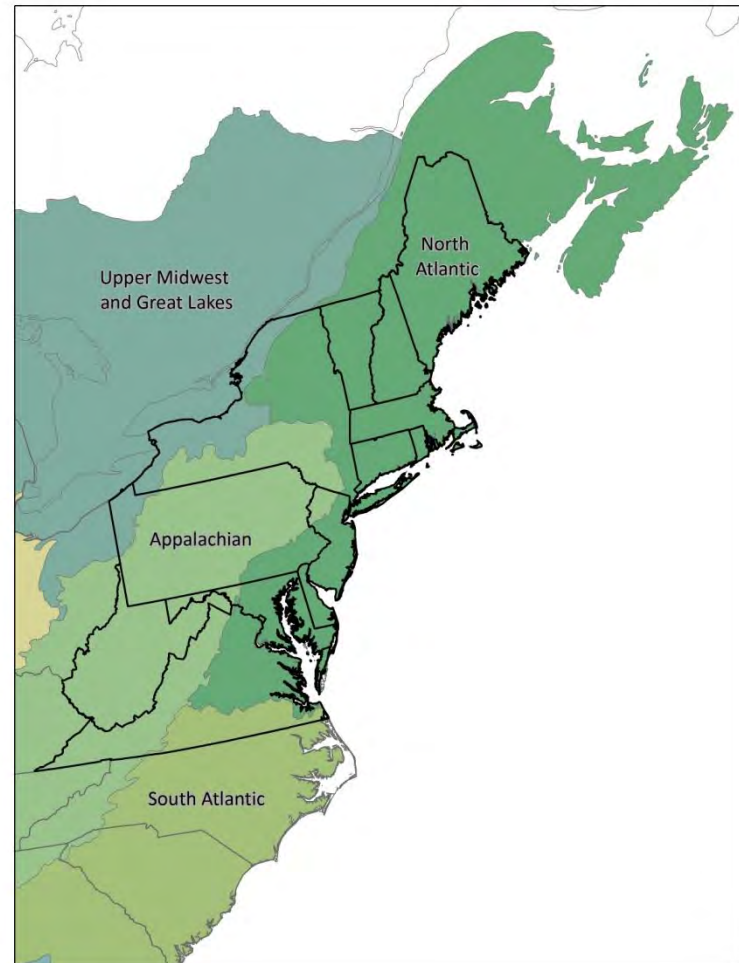 North
Atlantic
Upper Midwest
and Great Lakes
Appalachian
South Atlantic